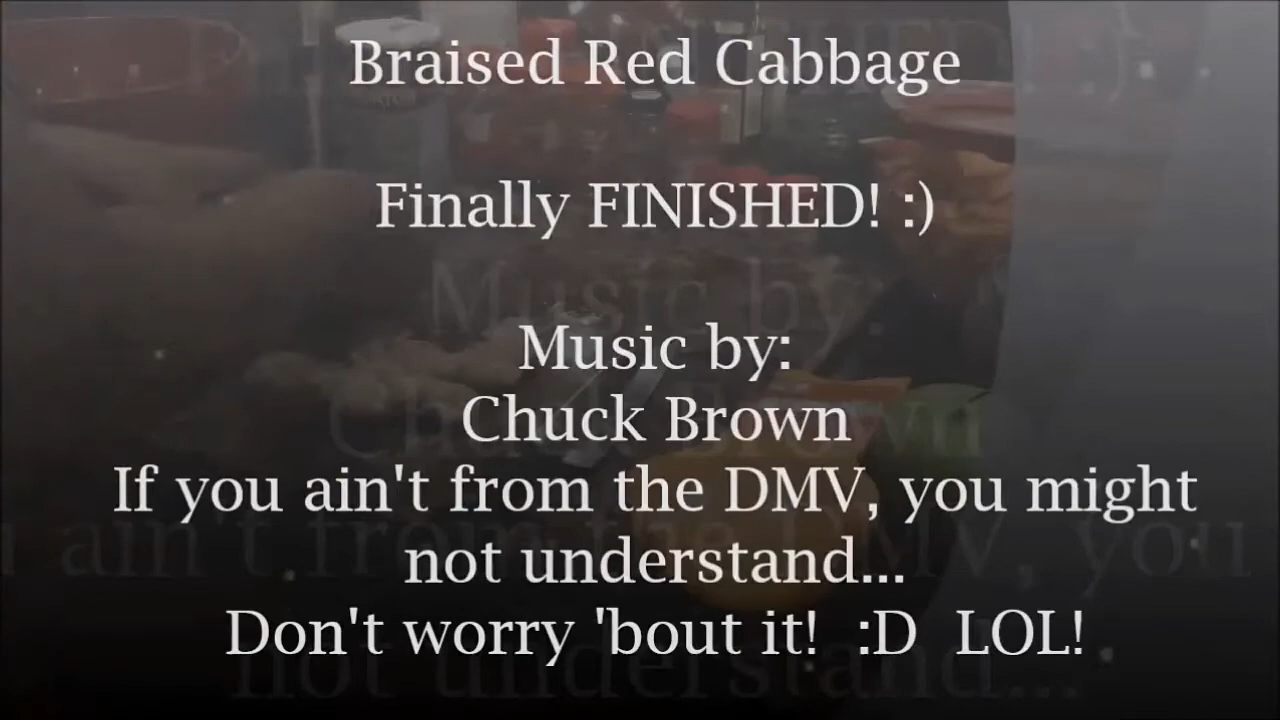 Braised Red Cabbage
Finally FINISHED! :)
Music by:
Chuck Brown
If you ain't from the DMV, you might
not understand...
Don't worry 'bout it!  :D  LOL!